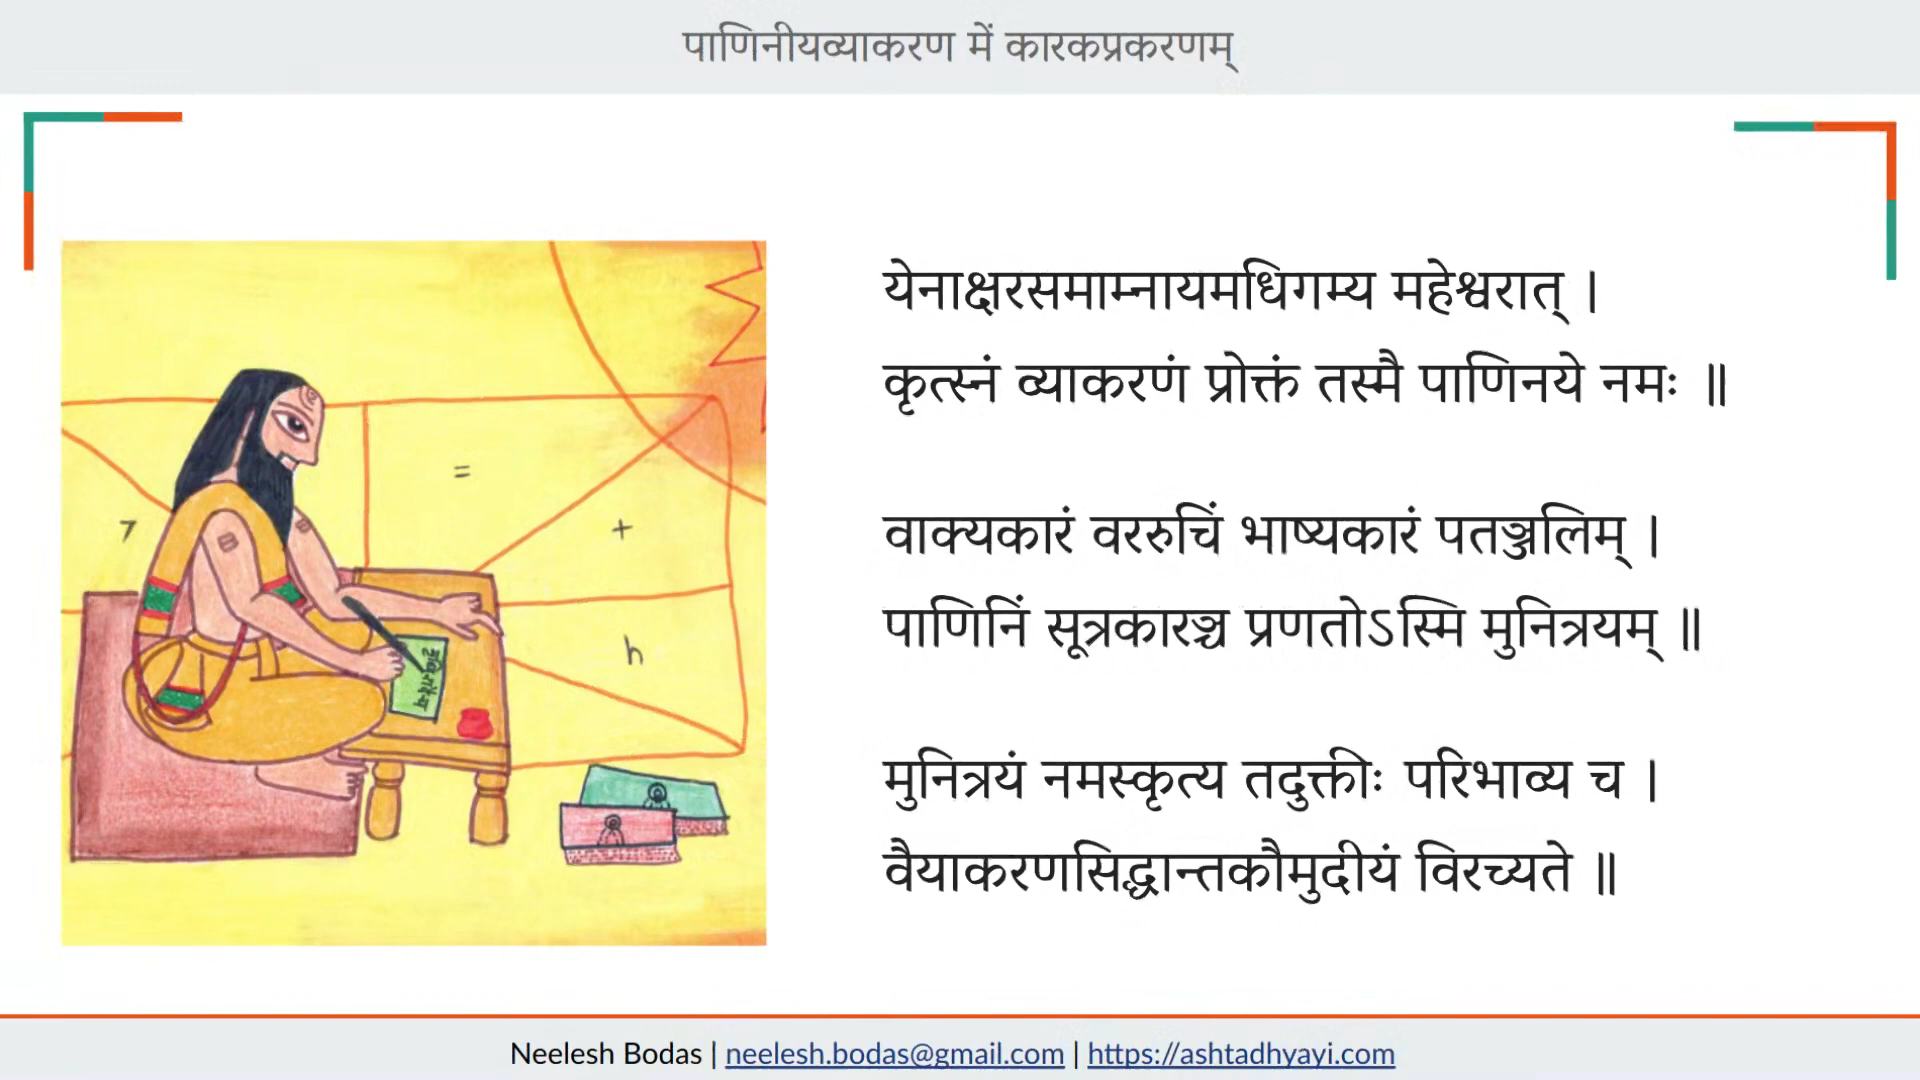 पाणिनीयव्याकरण में कारकप्रकरणम्
येनाक्षरसमाम्नायमधिगम्य महेश्वरात् ।
कृत्स्नं व्याकरणं प्रोक्तं तस्मै पाणिनये नमः ॥
वाक्यकारं वररुचिं भाष्यकारं पतञ्जलिम् ।
पाणिनिं सूत्रकारञ्च प्रणतोऽस्मि मुनित्रयम् ॥
मुनित्रयं नमस्कृत्य तदुक्तीः परिभाव्य च ।
वैयाकरणसिद्धान्तकौमुदीयं विरच्यते ॥
=
+
7
h
Neelesh Bodas | neelesh.bodas@gmail.com | https://ashtadhyayi.com